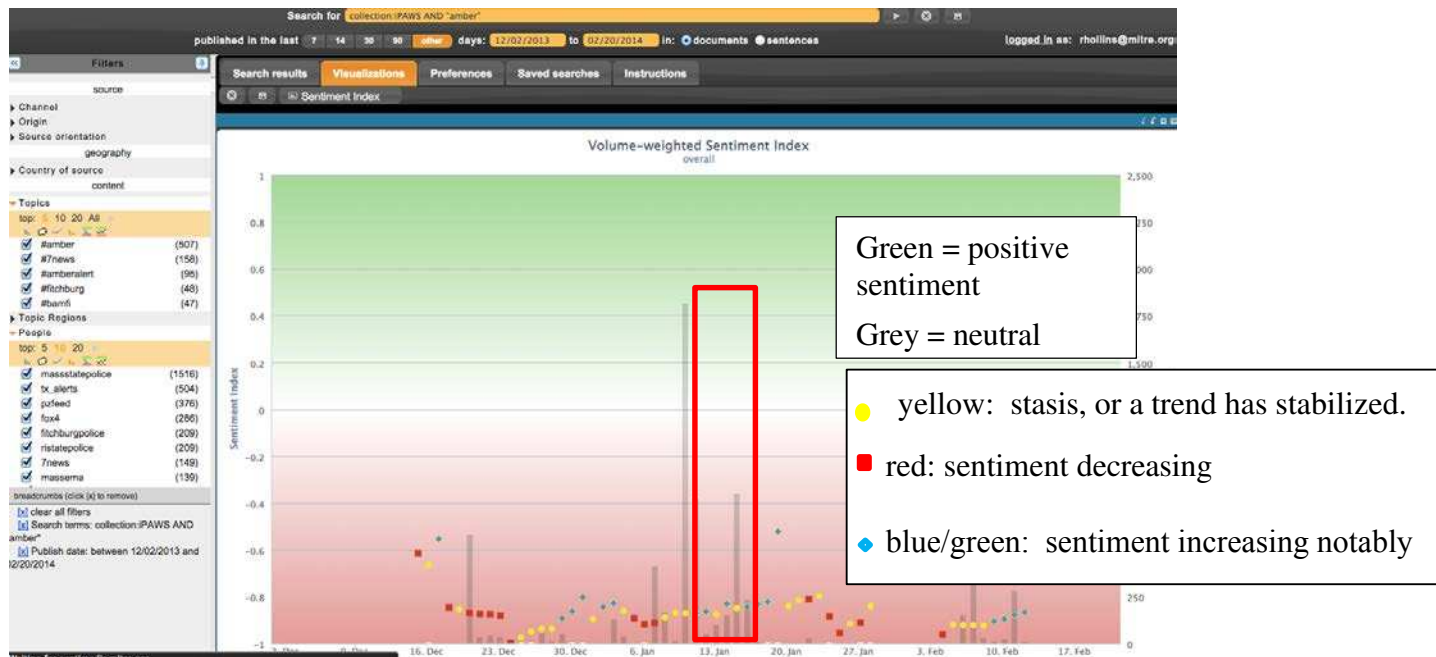 Search for collection:iPAWS AND "amber"
published in the last 7 14 30 90 other days: 12/02/2013 to 02/20/2014 in: documents sentences
logged in as: rhollins@mitre.org
Filters
source
Channel
Origin
Source orientation
geography
Country of source
content
Topics
top: 5 10 20 All
#amber (507)
#7news (158)
#amberalert (96)
#fitchburg (48)
#bamfi (47)
Topic Regions
People
top: 5 10 20
massstatepolice (1516)
tx_alerts (504)
pzfeed (376)
fox4 (286)
fitchburgpolice (209)
ristatepolice (209)
7news (149)
massema (139)
breadcrumbs (click [x] to remove)
[x] clear all filters
[x] Search terms: collection:iPAWS AND
amber"
[x] Publish date: between 12/02/2013 and
02/20/2014
Search results Visualizations Preferences Saved searches Instructions
Sentiment Index
Volume-weighted Sentiment Index
overall
Sentiment Index
1
0.8
0.6
0.4
0.2
0
-0.2
-0.4
-0.6
-0.8
-1
2,500
1,500
250
0
16. Dec 23. Dec 30. Dec 6. Jan 13. Jan 20. Jan 27. Jan 3. Feb 10. Feb 17. Feb
Green = positive
sentiment
Grey = neutral
yellow: stasis, or a trend has stabilized.
red: sentiment decreasing
blue/green: sentiment increasing notably